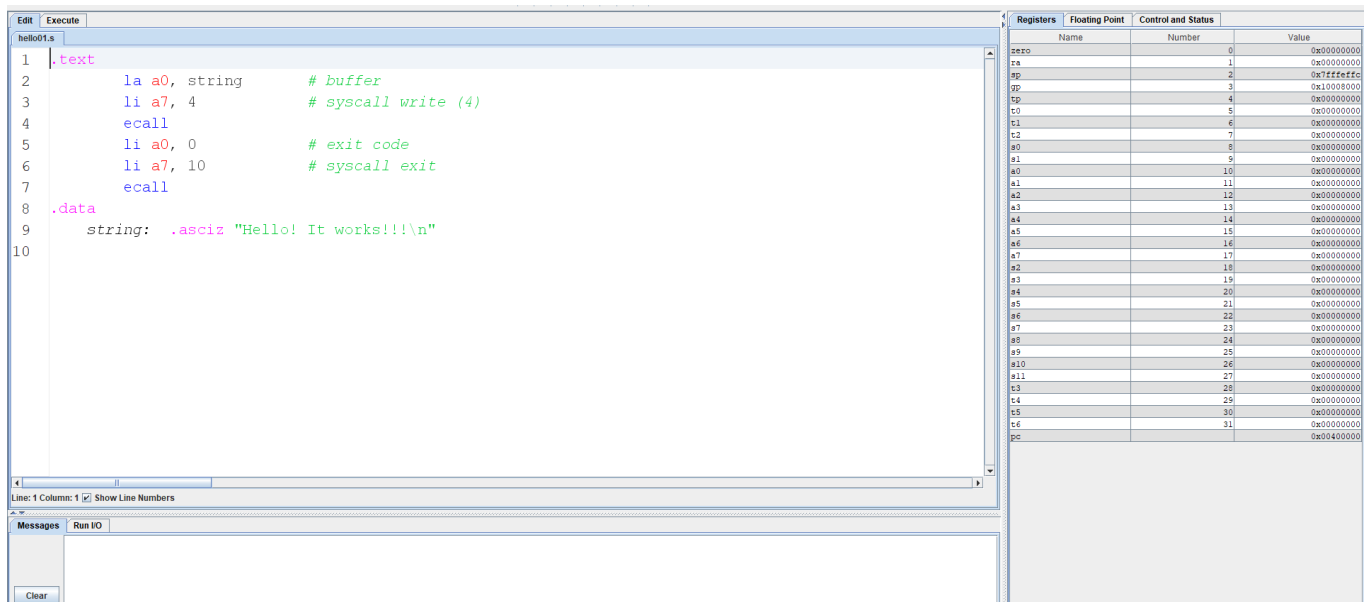 Edit Execute
hello01.s
1 .text
2 la a0, string # buffer
3 li a7, 4 # syscall write (4)
4 ecall
5 li a0, 0 # exit code
6 li a7, 10 # syscall exit
7 ecall
8 .data
9 string: .asciz "Hello! It works!!!\n"
10
Line: 1 Column: 1 Show Line Numbers
Messages Run I/O
Clear
Registers Floating Point Control and Status
Name Number Value
zero 0 0x00000000
ra 1 0x00000000
sp 2 0x7fffeffc
gp 3 0x10008000
tp 4 0x00000000
t0 5 0x00000000
t1 6 0x00000000
t2 7 0x00000000
s0 8 0x00000000
s1 9 0x00000000
a0 10 0x00000000
a1 11 0x00000000
a2 12 0x00000000
a3 13 0x00000000
a4 14 0x00000000
a5 15 0x00000000
a6 16 0x00000000
a7 17 0x00000000
s2 18 0x00000000
s3 19 0x00000000
s4 20 0x00000000
s5 21 0x00000000
s6 22 0x00000000
s7 23 0x00000000
s8 24 0x00000000
s9 25 0x00000000
s10 26 0x00000000
s11 27 0x00000000
t3 28 0x00000000
t4 29 0x00000000
t5 30 0x00000000
t6 31 0x00000000
pc 0x00400000